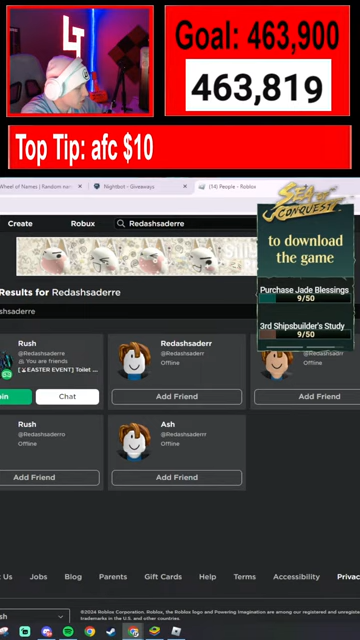 LT
Goal: 463,900
463,819
Top Tip: afc $10
Wheel of Names | Random na
Nightbot - Giveaways
(14) People - Roblox
Create
Robux
Redashsaderre
SEA OF CONQUEST
to download
the game
Purchase Jade Blessings
9/50
3rd Shipsbuilder's Study
9/50
Results for Redashsaderre
shsaderre
Rush
@Redashsaderre
You are friends
EASTER EVENT] Toilet ...
Chat
Redashsaderr
@Redashsaderr
Offline
Add Friend
Add Friend
Rush
@Redashsaderro
Offline
Add Friend
Ash
@Redashsaderrr
Offline
Add Friend
t Us
Jobs
Blog
Parents
Gift Cards
Help
Terms
Accessibility
Privac
©2024 Roblox Corporation. Roblox, the Roblox logo and Powering Imagination are among our registered and unregistered
trademarks in the U.S. and other countries.